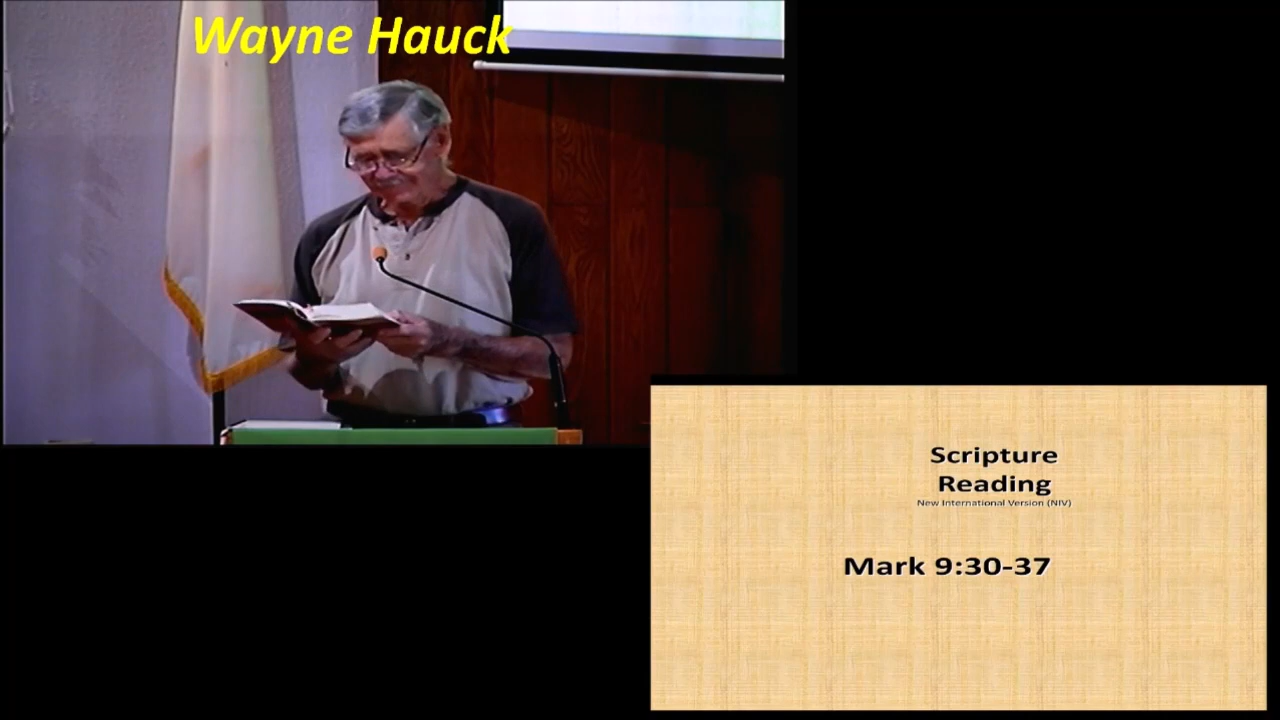 Wayne Hauck
Scripture
Reading
New International Version (NIV)
Mark 9:30-37